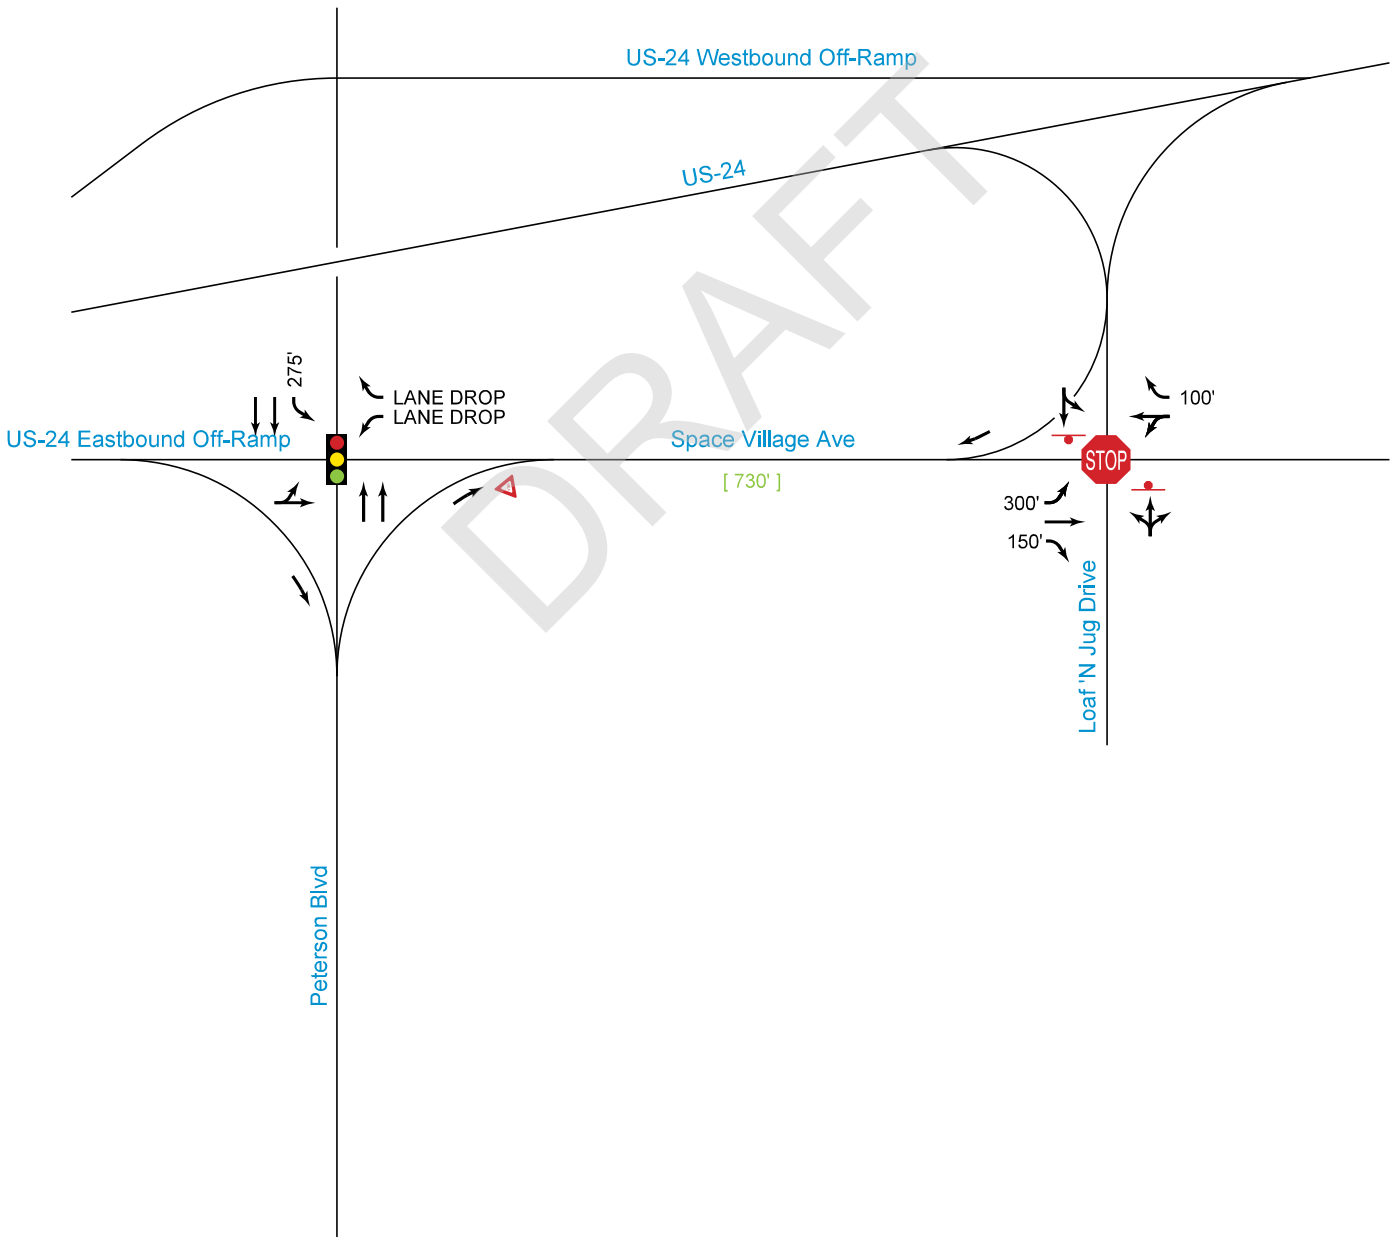 US-24 Westbound Off-Ramp
US-24
DRAFT
275'
LANE DROP
LANE DROP
100'
US-24 Eastbound Off-Ramp
Space Village Ave
STOP
[ 730' ]
300'
150'
Loaf 'N Jug Drive
Peterson Blvd